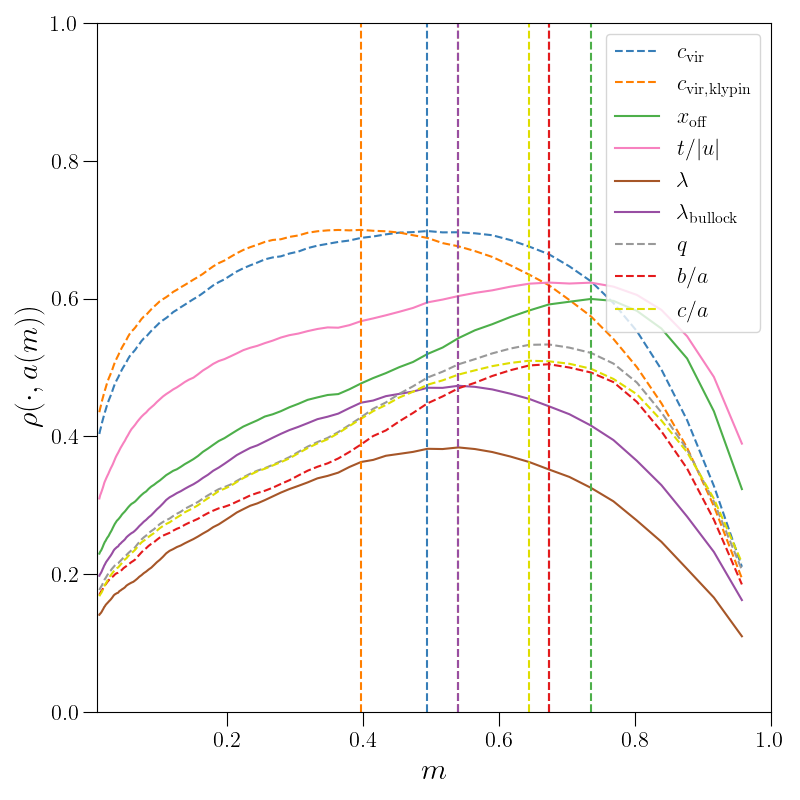 1.0
0.8
0.6
0.4
0.2
0.0
ρ(·, a(m))
0.2 0.4 0.6 0.8 1.0
m
c_vir
c_vir,klypin
x_off
t/|u|
λ
λ_bullock
q
b/a
c/a